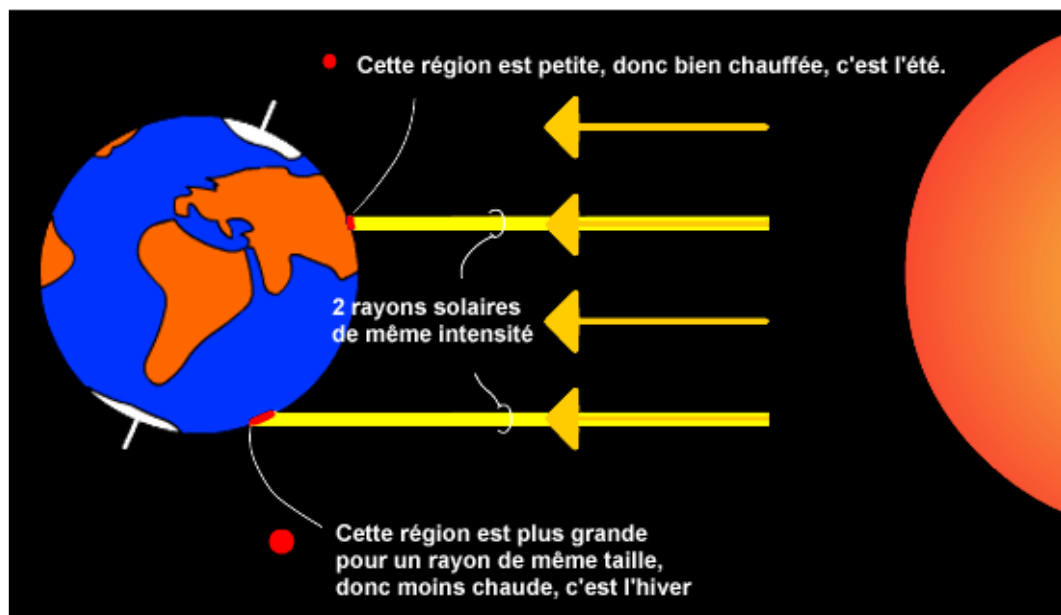 Cette région est petite, donc bien chauffée, c'est l'été.
2 rayons solaires
de même intensité
Cette région est plus grande
pour un rayon de même taille,
donc moins chaude, c'est l'hiver